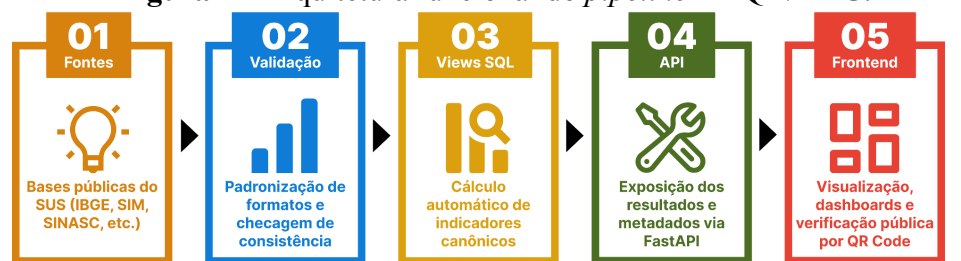 01
Fontes
Bases públicas do
SUS (IBGE, SIM,
SINASC, etc.)
02
Validação
Padronização de
formatos e
checagem de
consistência
03
Views SQL
Cálculo
automático de
indicadores
canônicos
04
API
Exposição dos
resultados e
metadados via
FastAPI
05
Frontend
Visualização,
dashboards e
verificação pública
por QR Code